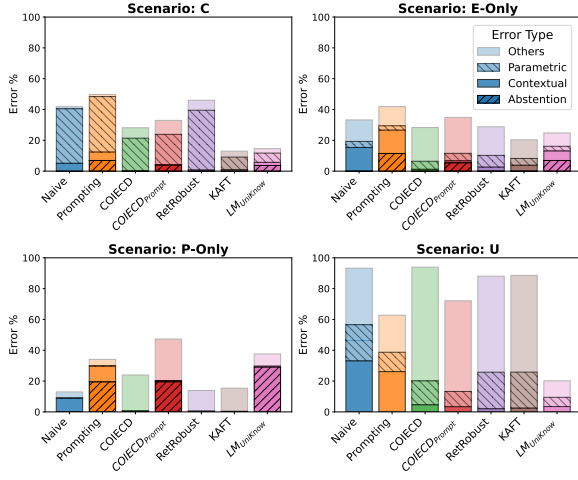 Scenario: C
Error %
100
80
60
40
20
0
Naive
Prompting
COIECD
COIECD_Prompt
RetRobust
KAFT
LM_UniKnow
Scenario: E-Only
Error %
100
80
60
40
20
0
Error Type
Others
Parametric
Contextual
Abstention
Naive
Prompting
COIECD
COIECD_Prompt
RetRobust
KAFT
LM_UniKnow
Scenario: P-Only
Error %
100
80
60
40
20
0
Naive
Prompting
COIECD
COIECD_Prompt
RetRobust
KAFT
LM_UniKnow
Scenario: U
Error %
100
80
60
40
20
0
Naive
Prompting
COIECD
COIECD_Prompt
RetRobust
KAFT
LM_UniKnow